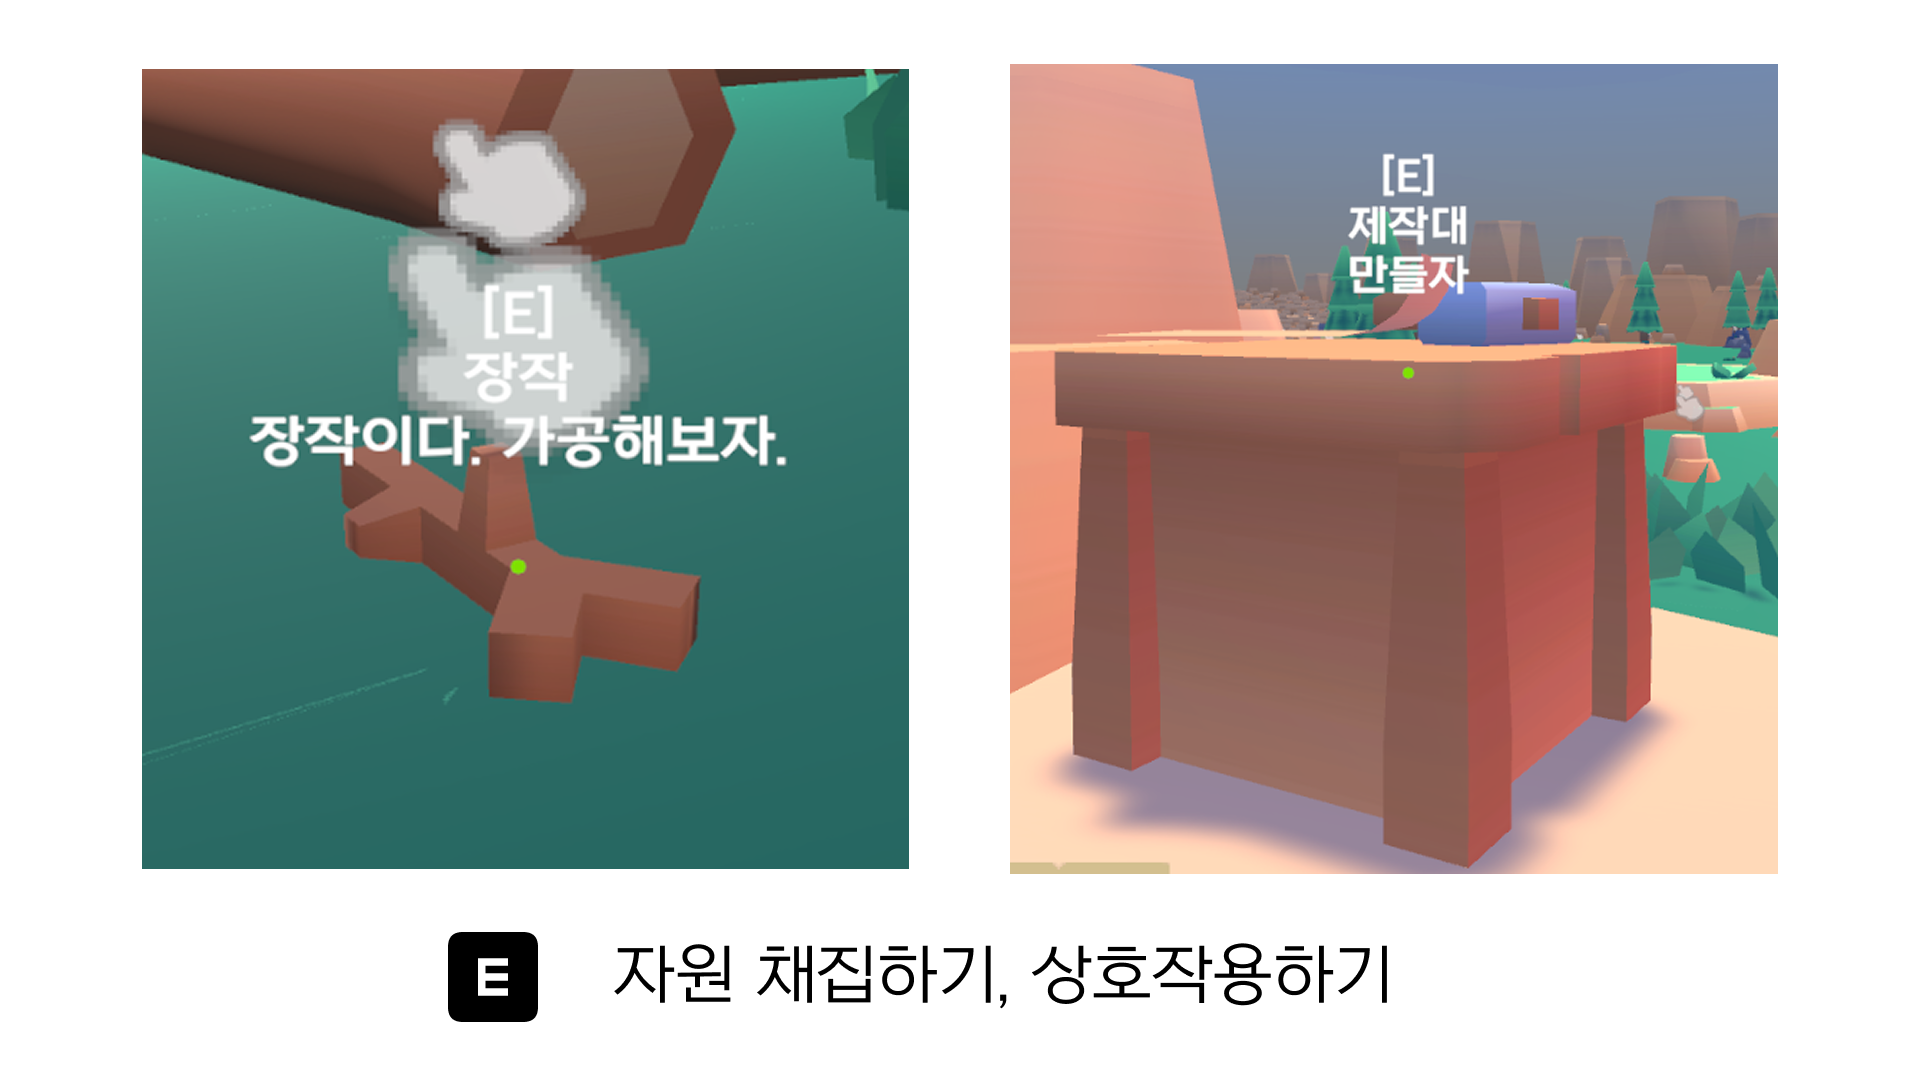 [E]
장작
장작이다. 가공해보자.
[E]
제작대
만들자
E
자원 채집하기, 상호작용하기